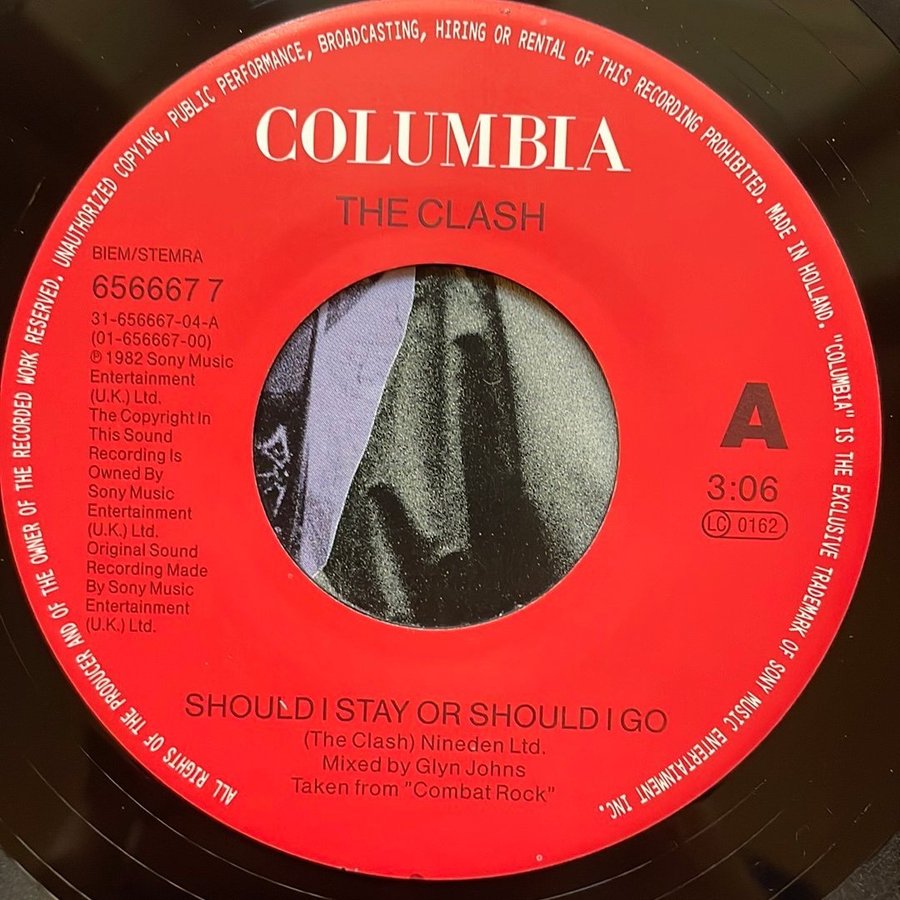 ALL RIGHTS OF THE PRODUCER AND OF THE OWNER OF THE RECORDED WORK RESERVED. UNAUTHORIZED COPYING, PUBLIC PERFORMANCE, BROADCASTING, HIRING OR RENTAL OF THIS RECORDING PROHIBITED. MADE IN HOLLAND. "COLUMBIA" IS THE EXCLUSIVE TRADEMARK OF SONY MUSIC ENTERTAINMENT INC.
COLUMBIA
THE CLASH
BIEM/STEMRA
656667 7
31-656667-04-A
(01-656667-00)
℗ 1982 Sony Music
Entertainment
(U.K.) Ltd.
The Copyright In
This Sound
Recording Is
Owned By
Sony Music
Entertainment
(U.K.) Ltd.
Original Sound
Recording Made
By Sony Music
Entertainment
(U.K.) Ltd.
A
3:06
LC 0162
SHOULD I STAY OR SHOULD I GO
(The Clash) Nineden Ltd.
Mixed by Glyn Johns
Taken from "Combat Rock"